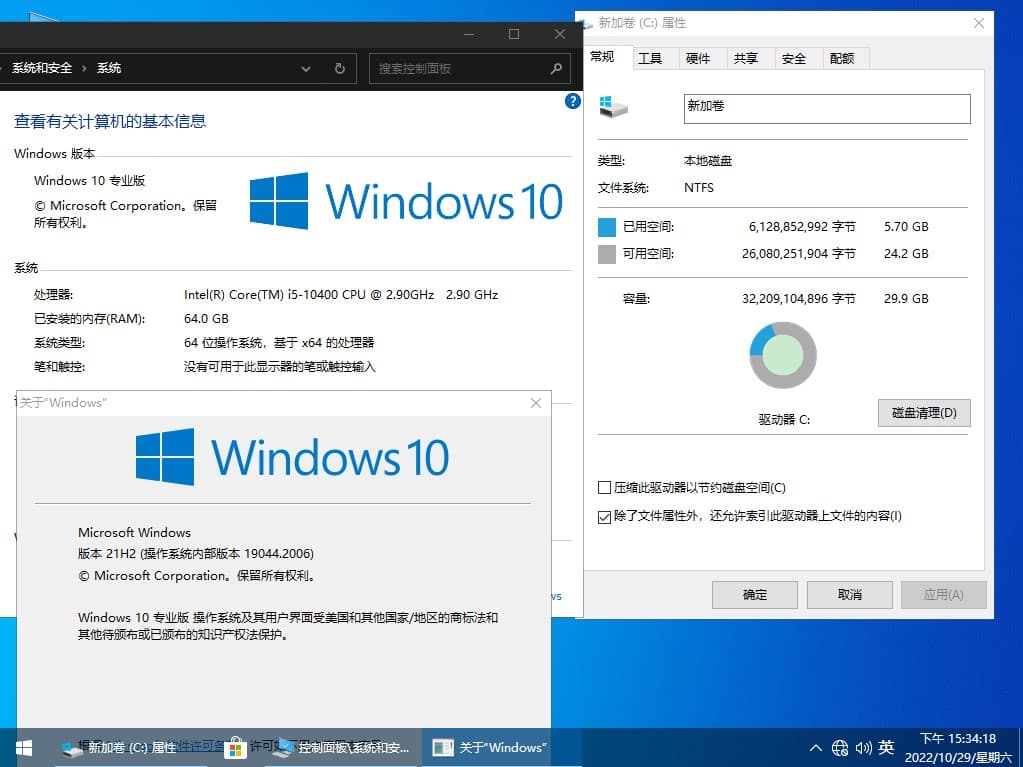 系统和安全 › 系统
搜索控制面板
?
查看有关计算机的基本信息
Windows 版本
Windows 10 专业版
© Microsoft Corporation。保留
所有权利。
Windows 10
系统
处理器:
Intel(R) Core(TM) i5-10400 CPU @ 2.90GHz 2.90 GHz
已安装的内存(RAM):
64.0 GB
系统类型:
64 位操作系统，基于 x64 的处理器
笔和触控:
没有可用于此显示器的笔或触控输入
关于“Windows”
Windows 10
Microsoft Windows
版本 21H2 (操作系统内部版本 19044.2006)
© Microsoft Corporation。保留所有权利。
Windows 10 专业版 操作系统及其用户界面受美国和其他国家/地区的商标法和
其他待颁布或已颁布的知识产权法保护。
新加卷 (C:) 属性
常规
工具
硬件
共享
安全
配额
新加卷
类型:
本地磁盘
文件系统:
NTFS
已用空间:
6,128,852,992 字节
5.70 GB
可用空间:
26,080,251,904 字节
24.2 GB
容量:
32,209,104,896 字节
29.9 GB
驱动器 C:
磁盘清理(D)
压缩此驱动器以节约磁盘空间(C)
除了文件属性外，还允许索引此驱动器上文件的内容(I)
确定
取消
应用(A)
新加卷 (C:) 属性
控制面板\系统和安...
关于“Windows”
英
下午 15:34:18
2022/10/29/星期六